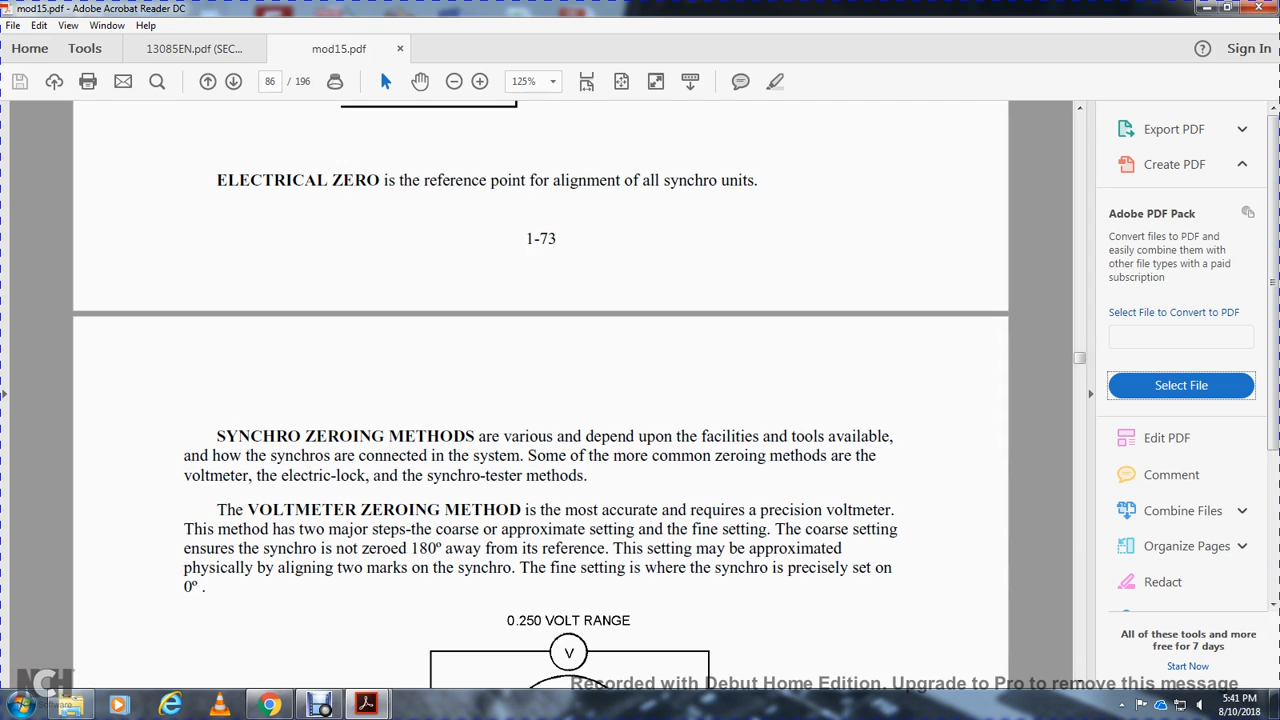 mod15.pdf - Adobe Acrobat Reader DC
File Edit View Window Help
Home Tools 13085EN.pdf (SEC... mod15.pdf × Sign In
86 / 196 125%
ELECTRICAL ZERO is the reference point for alignment of all synchro units.
1-73
SYNCHRO ZEROING METHODS are various and depend upon the facilities and tools available,
and how the synchros are connected in the system. Some of the more common zeroing methods are the
voltmeter, the electric-lock, and the synchro-tester methods.
The VOLTMETER ZEROING METHOD is the most accurate and requires a precision voltmeter.
This method has two major steps-the coarse or approximate setting and the fine setting. The coarse setting
ensures the synchro is not zeroed 180º away from its reference. This setting may be approximated
physically by aligning two marks on the synchro. The fine setting is where the synchro is precisely set on
0º .
0.250 VOLT RANGE
V
Export PDF
Create PDF
Adobe PDF Pack
Convert files to PDF and
easily combine them with
other file types with a paid
subscription
Select File to Convert to PDF
Select File
Edit PDF
Comment
Combine Files
Organize Pages
Redact
All of these tools and more
free for 7 days
Start Now
NCH
Software
Recorded with Debut Home Edition. Upgrade to Pro to remove this message
5:41 PM
8/10/2018